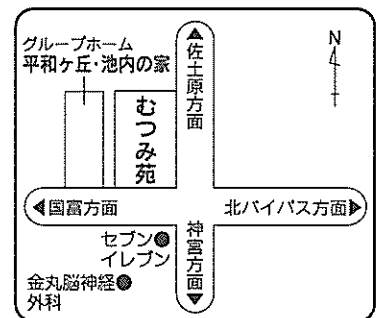 グループホーム
平和ヶ丘・池内の家
むつみ苑
▲佐土原方面
N
◀国富方面
北バイパス方面▶
神宮方面▼
セブン
イレブン
金丸脳神経
外科